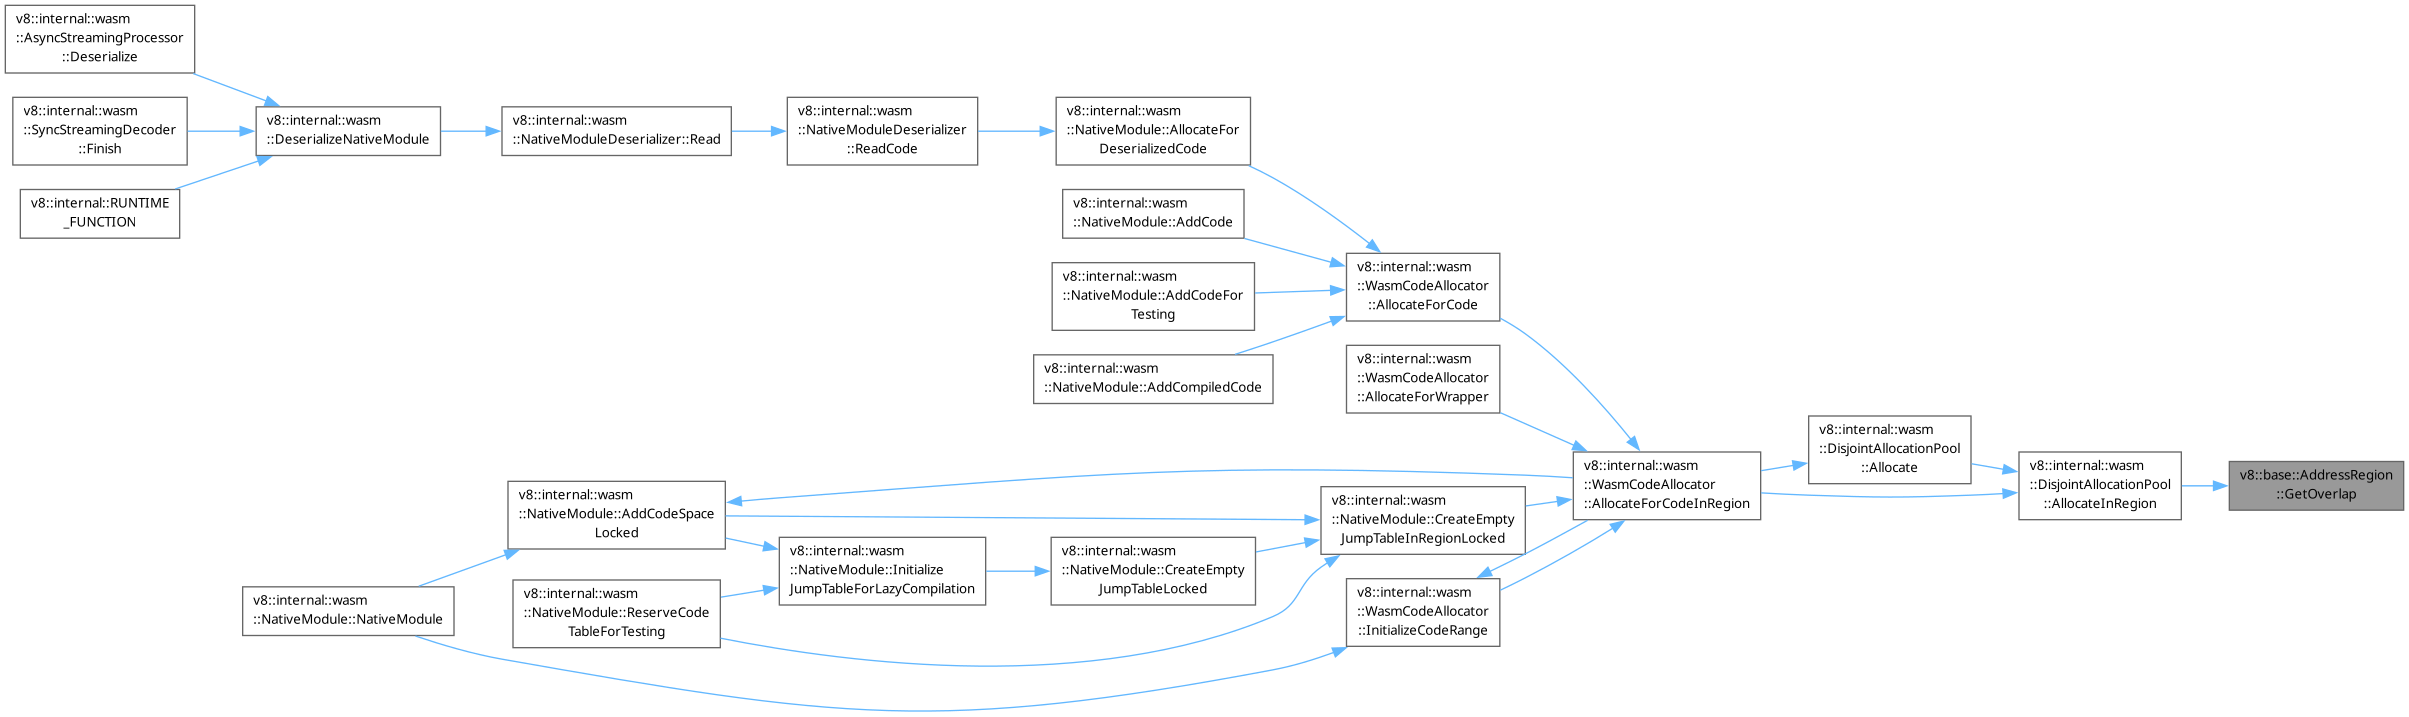 v8::internal::wasm
::AsyncStreamingProcessor
::Deserialize
v8::internal::wasm
::SyncStreamingDecoder
::Finish
v8::internal::RUNTIME
_FUNCTION
v8::internal::wasm
::DeserializeNativeModule
v8::internal::wasm
::NativeModuleDeserializer::Read
v8::internal::wasm
::NativeModuleDeserializer
::ReadCode
v8::internal::wasm
::NativeModule::AllocateFor
DeserializedCode
v8::internal::wasm
::NativeModule::AddCode
v8::internal::wasm
::NativeModule::AddCodeFor
Testing
v8::internal::wasm
::NativeModule::AddCompiledCode
v8::internal::wasm
::WasmCodeAllocator
::AllocateForCode
v8::internal::wasm
::WasmCodeAllocator
::AllocateForWrapper
v8::internal::wasm
::NativeModule::AddCodeSpace
Locked
v8::internal::wasm
::NativeModule::NativeModule
v8::internal::wasm
::NativeModule::ReserveCode
TableForTesting
v8::internal::wasm
::NativeModule::Initialize
JumpTableForLazyCompilation
v8::internal::wasm
::NativeModule::CreateEmpty
JumpTableLocked
v8::internal::wasm
::NativeModule::CreateEmpty
JumpTableInRegionLocked
v8::internal::wasm
::WasmCodeAllocator
::InitializeCodeRange
v8::internal::wasm
::WasmCodeAllocator
::AllocateForCodeInRegion
v8::internal::wasm
::DisjointAllocationPool
::Allocate
v8::internal::wasm
::DisjointAllocationPool
::AllocateInRegion
v8::base::AddressRegion
::GetOverlap